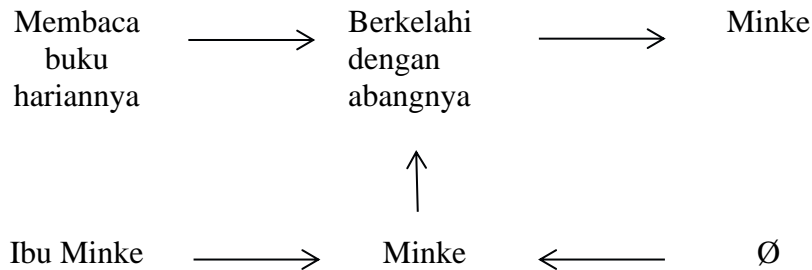 Membaca
buku
hariannya
Berkelahi
dengan
abangnya
Minke
Ibu Minke
Minke
Ø